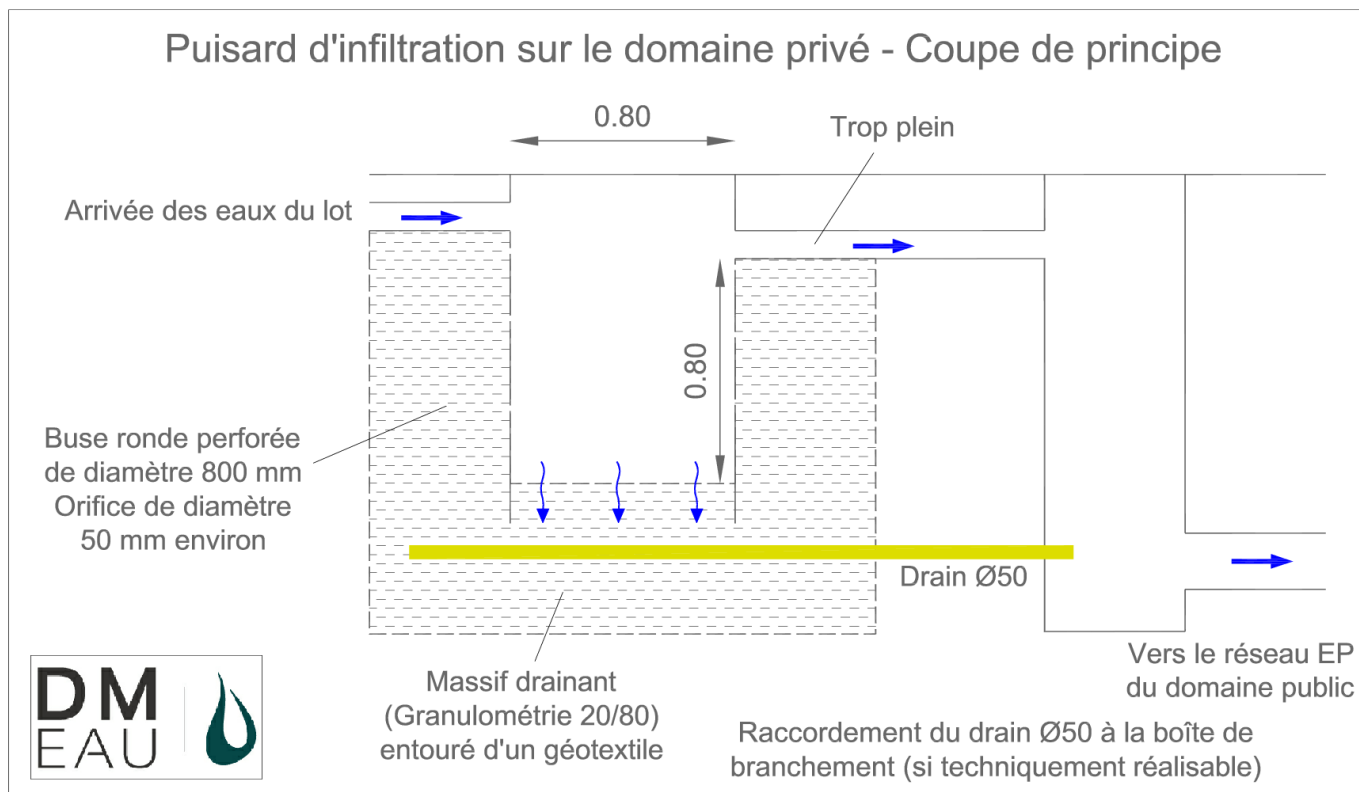 Puisard d'infiltration sur le domaine privé - Coupe de principe
0.80
Trop plein
Arrivée des eaux du lot
0.80
Buse ronde perforée
de diamètre 800 mm
Orifice de diamètre
50 mm environ
Drain Ø50
Massif drainant
(Granulométrie 20/80)
entouré d'un géotextile
Vers le réseau EP
du domaine public
Raccordement du drain Ø50 à la boîte de
branchement (si techniquement réalisable)
DM
EAU